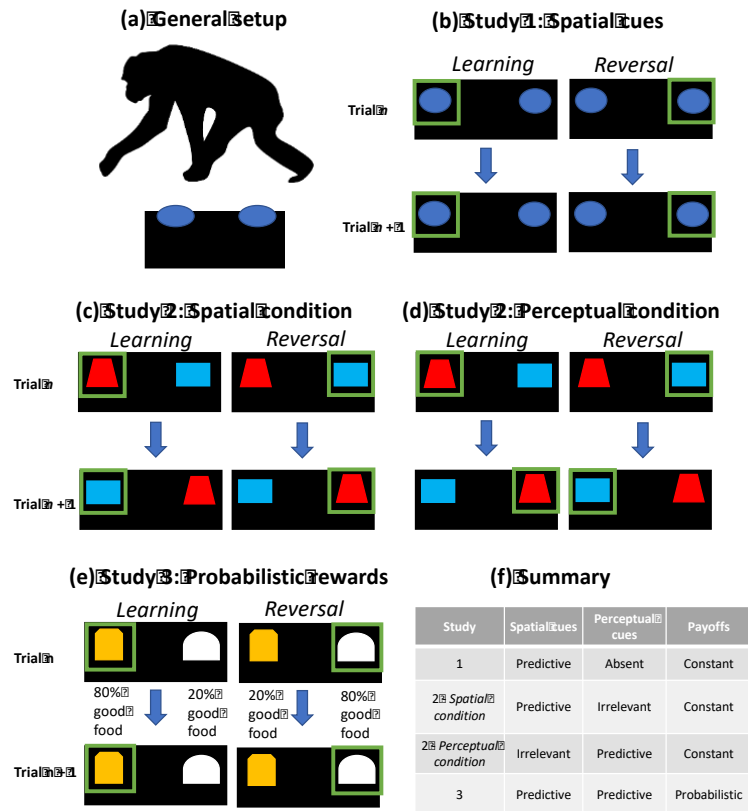 (a) General setup
(b) Study 1: Spatial cues
Learning
Reversal
Trial n
Trial n + 1
(c) Study 2: Spatial condition
Learning
Reversal
Trial n
Trial n + 1
(d) Study 2: Perceptual condition
Learning
Reversal
(e) Study 3: Probabilistic rewards
Learning
Reversal
Trial n
80% good food
20% good food
20% good food
80% good food
Trial n + 1
(f) Summary
Study Spatial cues Perceptual cues Payoffs
1 Predictive Absent Constant
2 - Spatial condition Predictive Irrelevant Constant
2 - Perceptual condition Irrelevant Predictive Constant
3 Predictive Predictive Probabilistic